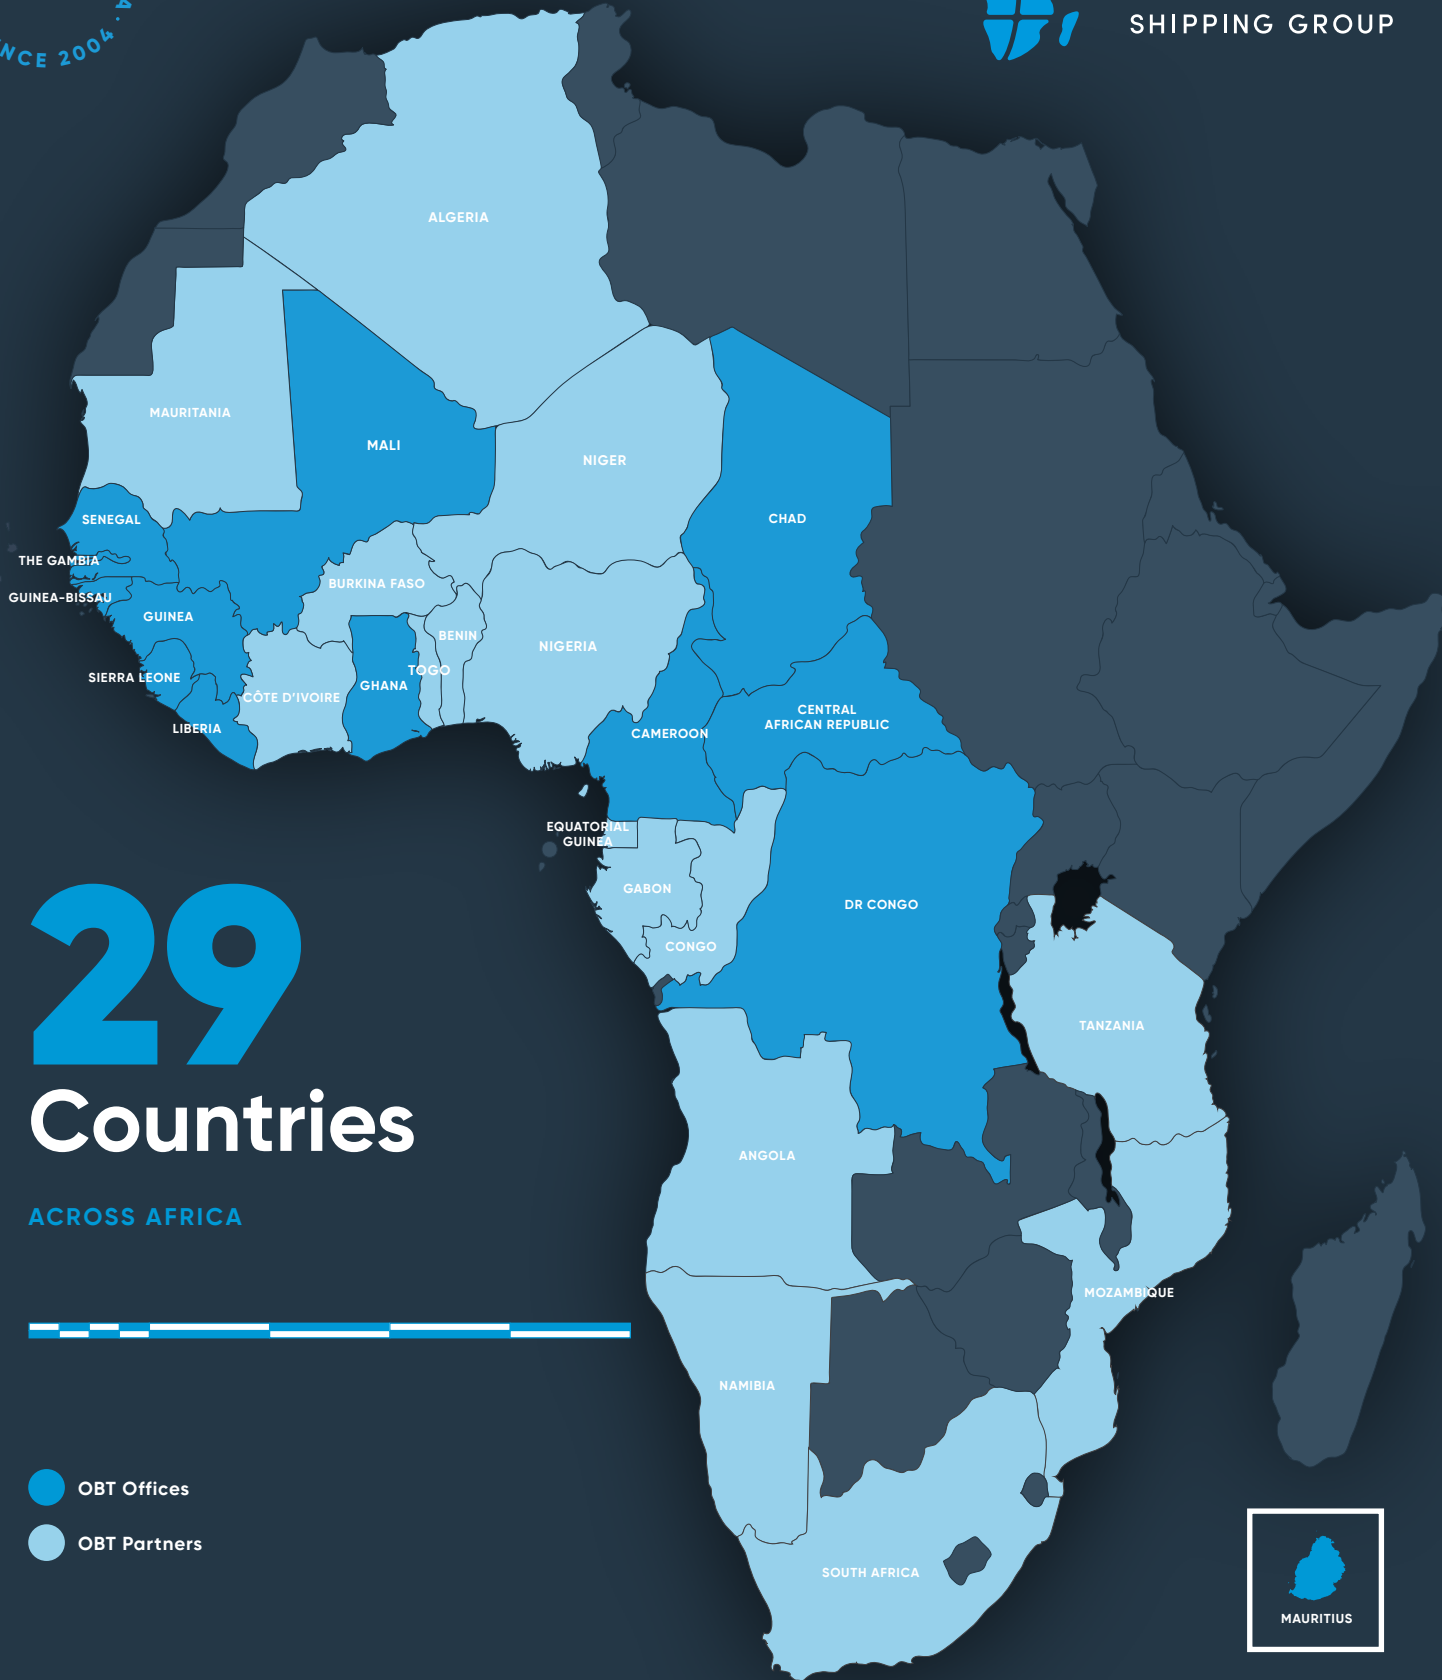 NCE 2004 ·
SHIPPING GROUP
ALGERIA
MAURITANIA
MALI
NIGER
CHAD
SENEGAL
THE GAMBIA
BURKINA FASO
GUINEA-BISSAU
GUINEA
BENIN
NIGERIA
TOGO
SIERRA LEONE
GHANA
CÔTE D'IVOIRE
LIBERIA
CENTRAL
AFRICAN REPUBLIC
CAMEROON
EQUATORIAL
GUINEA
GABON
DR CONGO
CONGO
29
Countries
ACROSS AFRICA
TANZANIA
ANGOLA
MOZAMBIQUE
NAMIBIA
OBT Offices
OBT Partners
SOUTH AFRICA
MAURITIUS